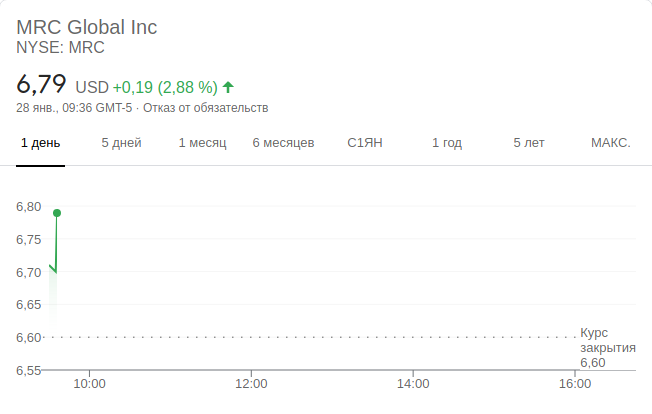 MRC Global Inc
NYSE: MRC
6,79 USD +0,19 (2,88 %)
28 янв., 09:36 GMT-5 · Отказ от обязательств
1 день 5 дней 1 месяц 6 месяцев С1ЯН 1 год 5 лет МАКС.
6,80
6,75
6,70
6,65
6,60
Курс
закрытия
6,60
6,55
10:00 12:00 14:00 16:00